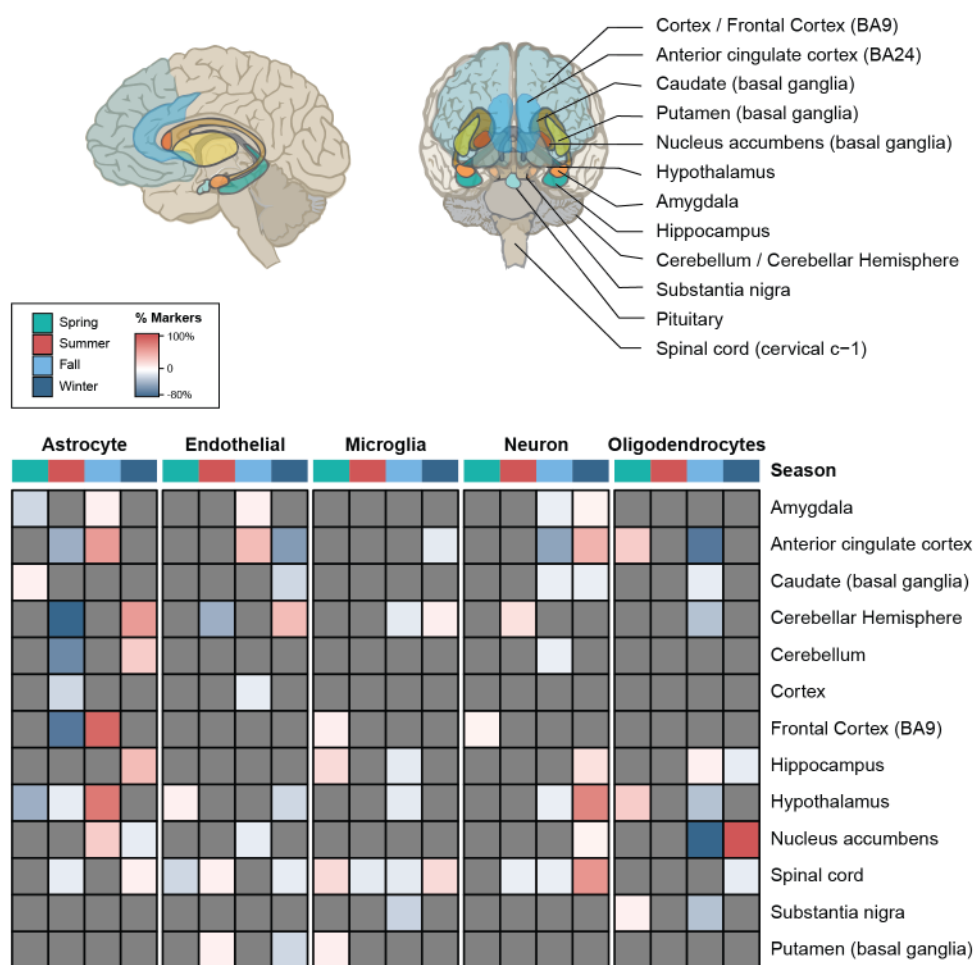 Cortex / Frontal Cortex (BA9)
Anterior cingulate cortex (BA24)
Caudate (basal ganglia)
Putamen (basal ganglia)
Nucleus accumbens (basal ganglia)
Hypothalamus
Amygdala
Hippocampus
Cerebellum / Cerebellar Hemisphere
Substantia nigra
Pituitary
Spinal cord (cervical c−1)
% Markers
Spring
Summer
Fall
Winter
100%
0
-80%
Astrocyte Endothelial Microglia Neuron Oligodendrocytes
Season
Amygdala
Anterior cingulate cortex
Caudate (basal ganglia)
Cerebellar Hemisphere
Cerebellum
Cortex
Frontal Cortex (BA9)
Hippocampus
Hypothalamus
Nucleus accumbens
Spinal cord
Substantia nigra
Putamen (basal ganglia)